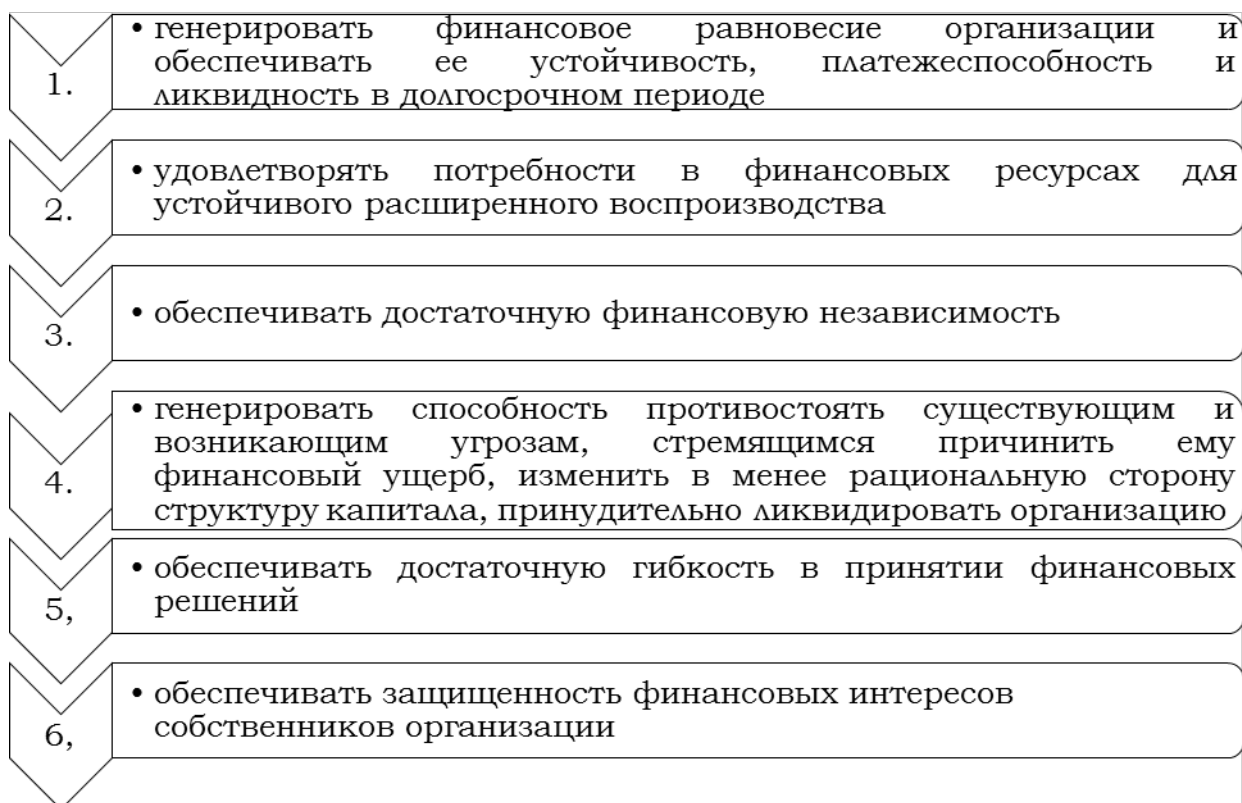 1.
• генерировать финансовое равновесие организации и
обеспечивать ее устойчивость, платежеспособность и
ликвидность в долгосрочном периоде
2.
• удовлетворять потребности в финансовых ресурсах для
устойчивого расширенного воспроизводства
3.
• обеспечивать достаточную финансовую независимость
4.
• генерировать способность противостоять существующим и
возникающим угрозам, стремящимся причинить ему
финансовый ущерб, изменить в менее рациональную сторону
структуру капитала, принудительно ликвидировать организацию
5,
• обеспечивать достаточную гибкость в принятии финансовых
решений
6,
• обеспечивать защищенность финансовых интересов
собственников организации